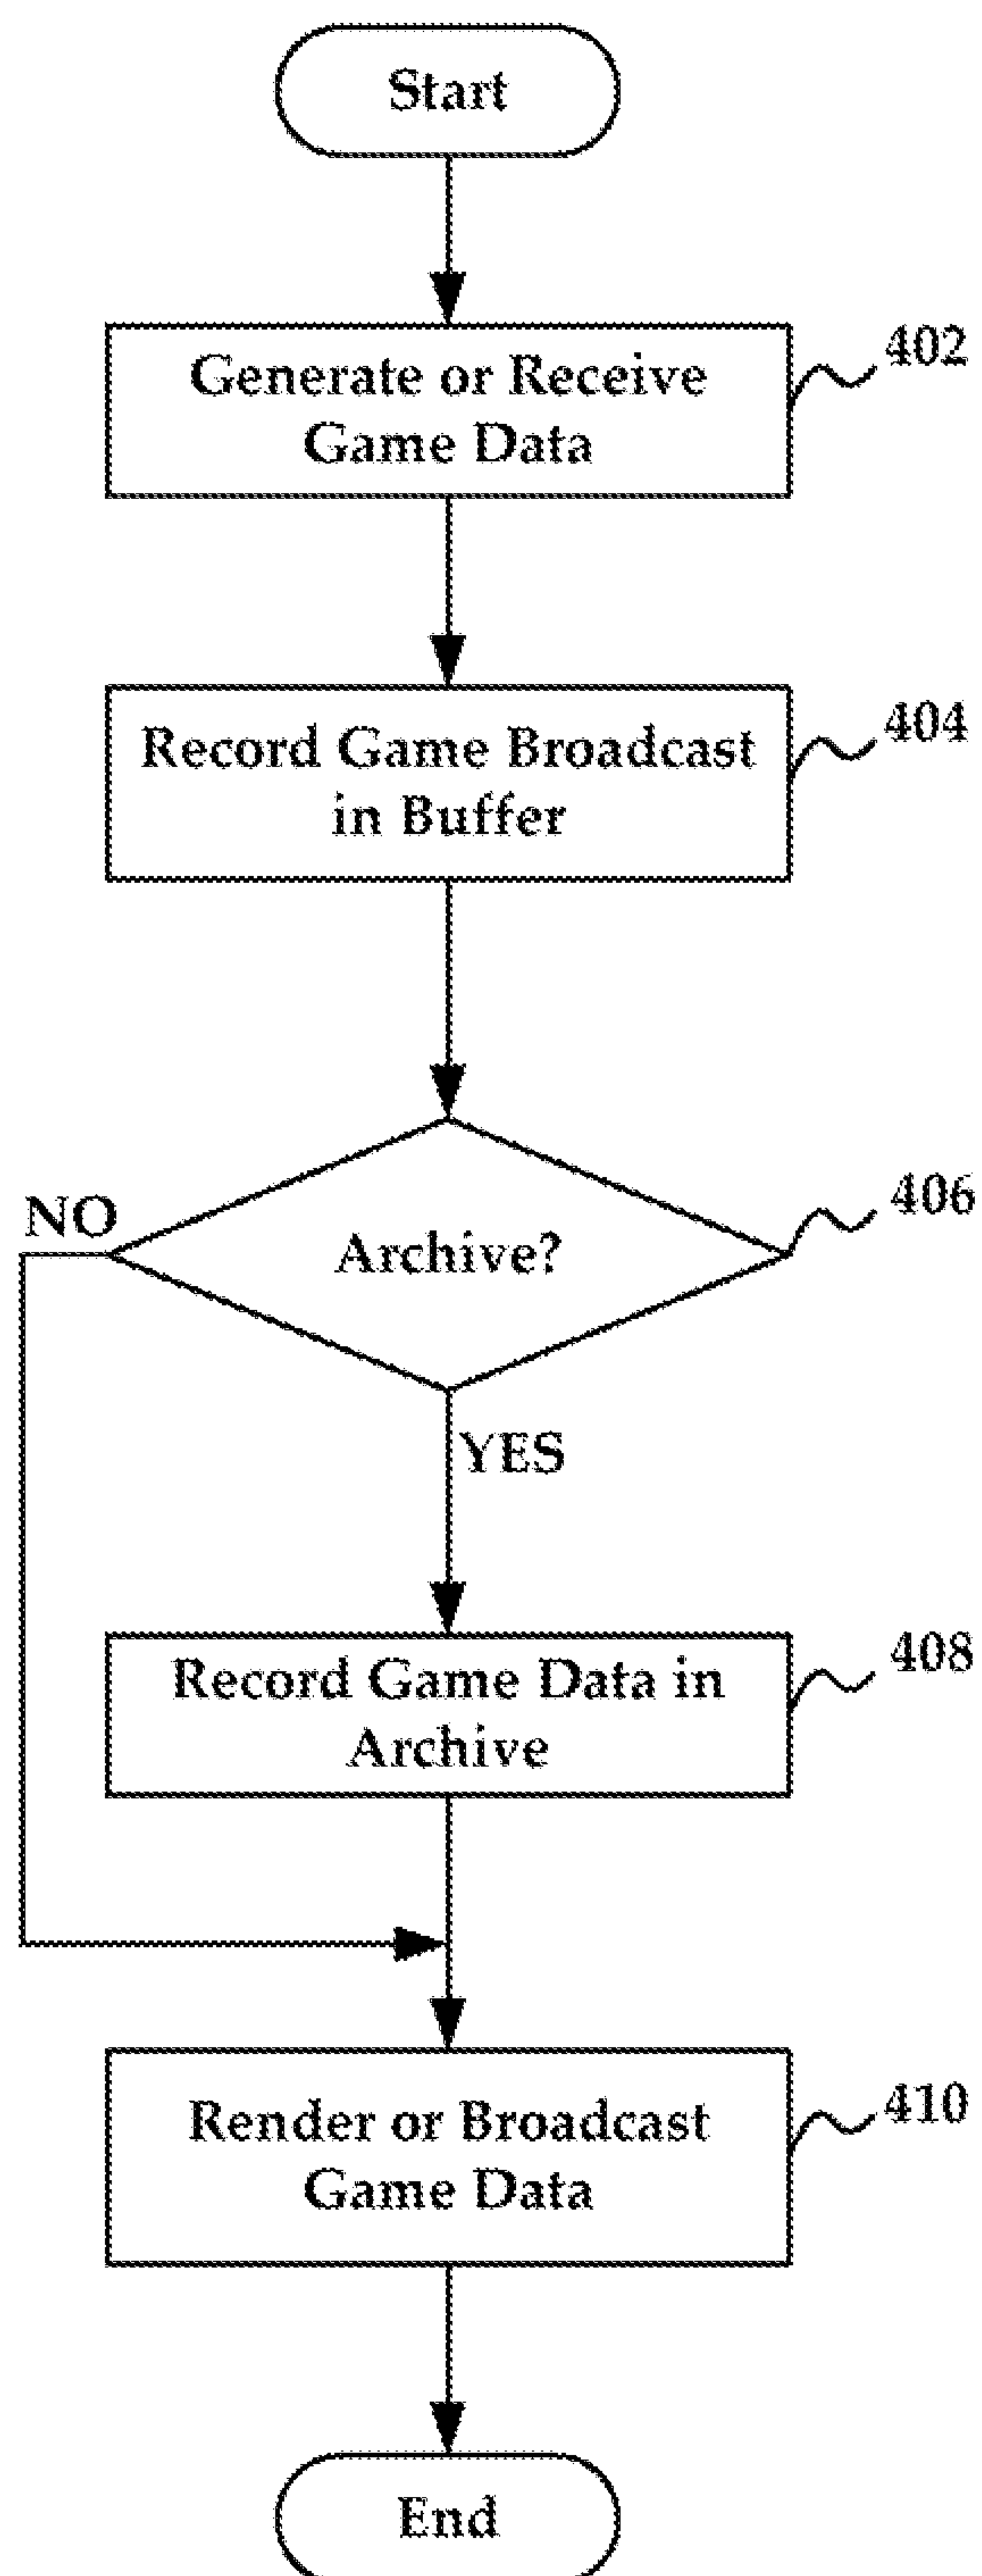 Start
Generate or Receive
Game Data
402
Record Game Broadcast
in Buffer
404
NO
Archive?
406
YES
Record Game Data in
Archive
408
Render or Broadcast
Game Data
410
End